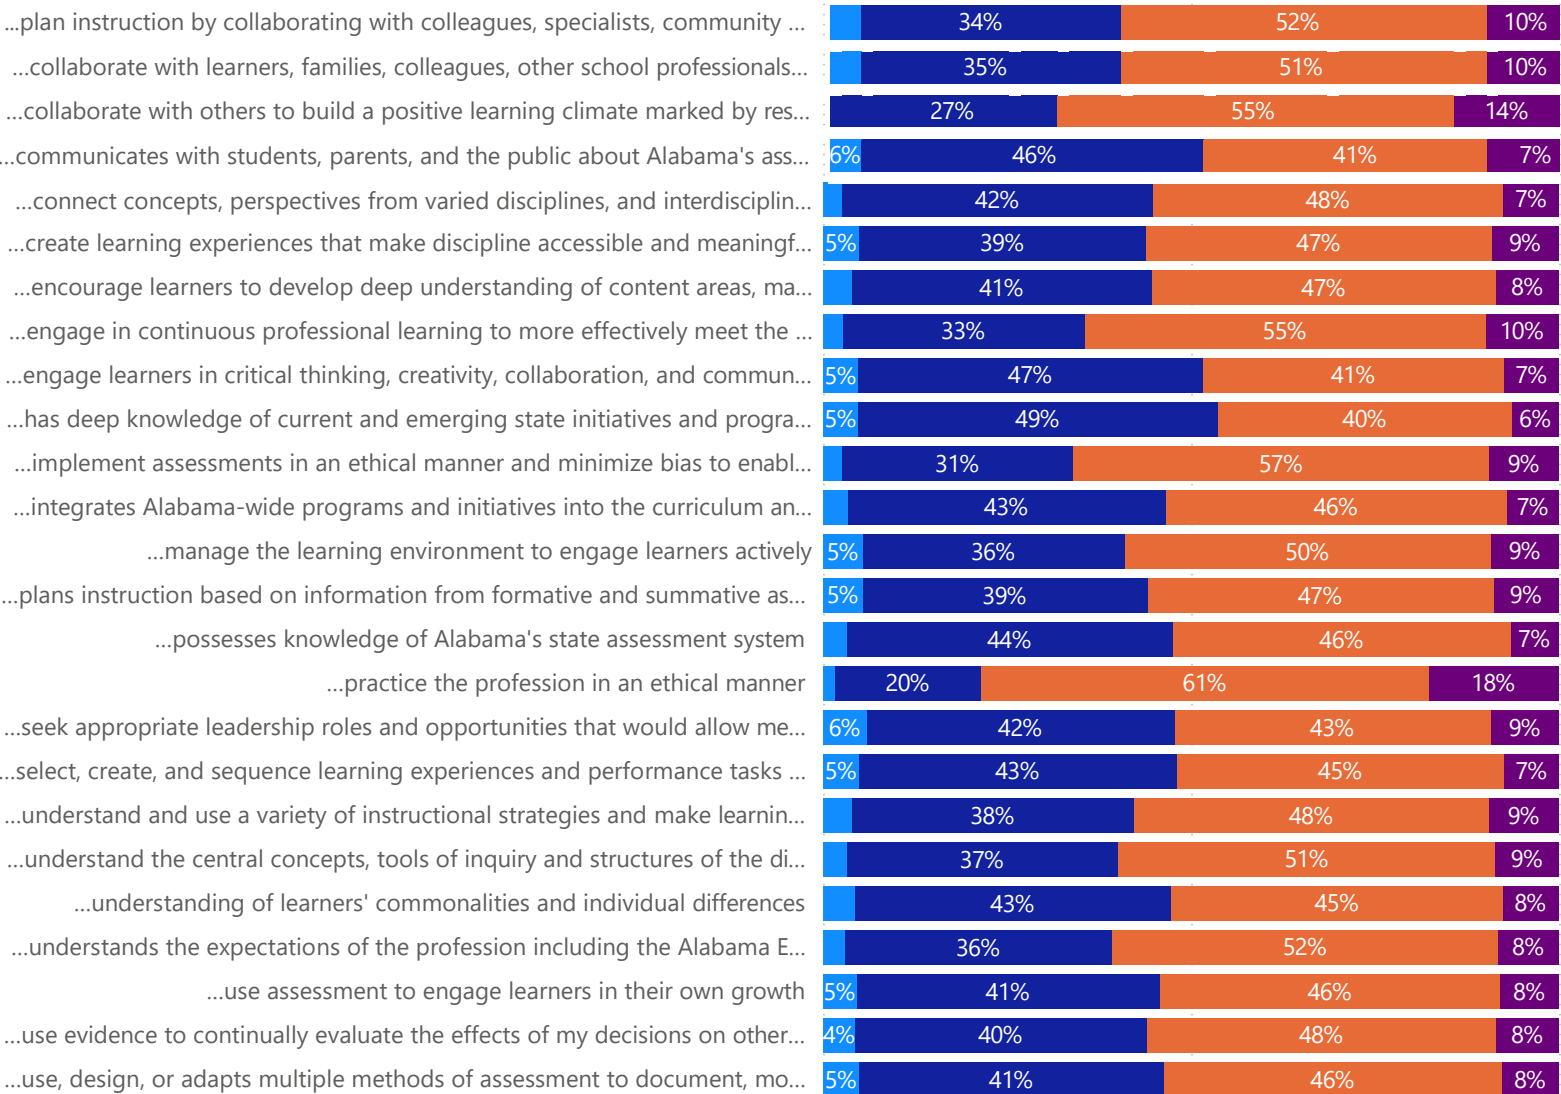 ...plan instruction by collaborating with colleagues, specialists, community ... 34% 52% 10%
...collaborate with learners, families, colleagues, other school professionals... 35% 51% 10%
...collaborate with others to build a positive learning climate marked by res... 27% 55% 14%
...communicates with students, parents, and the public about Alabama's ass... 6% 46% 41% 7%
...connect concepts, perspectives from varied disciplines, and interdisciplin... 42% 48% 7%
...create learning experiences that make discipline accessible and meaningf... 5% 39% 47% 9%
...encourage learners to develop deep understanding of content areas, ma... 41% 47% 8%
...engage in continuous professional learning to more effectively meet the ... 33% 55% 10%
...engage learners in critical thinking, creativity, collaboration, and commun... 5% 47% 41% 7%
...has deep knowledge of current and emerging state initiatives and progra... 5% 49% 40% 6%
...implement assessments in an ethical manner and minimize bias to enabl... 31% 57% 9%
...integrates Alabama-wide programs and initiatives into the curriculum an... 43% 46% 7%
...manage the learning environment to engage learners actively 5% 36% 50% 9%
...plans instruction based on information from formative and summative as... 5% 39% 47% 9%
...possesses knowledge of Alabama's state assessment system 44% 46% 7%
...practice the profession in an ethical manner 20% 61% 18%
...seek appropriate leadership roles and opportunities that would allow me... 6% 42% 43% 9%
...select, create, and sequence learning experiences and performance tasks ... 5% 43% 45% 7%
...understand and use a variety of instructional strategies and make learnin... 38% 48% 9%
...understand the central concepts, tools of inquiry and structures of the di... 37% 51% 9%
...understanding of learners' commonalities and individual differences 43% 45% 8%
...understands the expectations of the profession including the Alabama E... 36% 52% 8%
...use assessment to engage learners in their own growth 5% 41% 46% 8%
...use evidence to continually evaluate the effects of my decisions on other... 4% 40% 48% 8%
...use, design, or adapts multiple methods of assessment to document, mo... 5% 41% 46% 8%